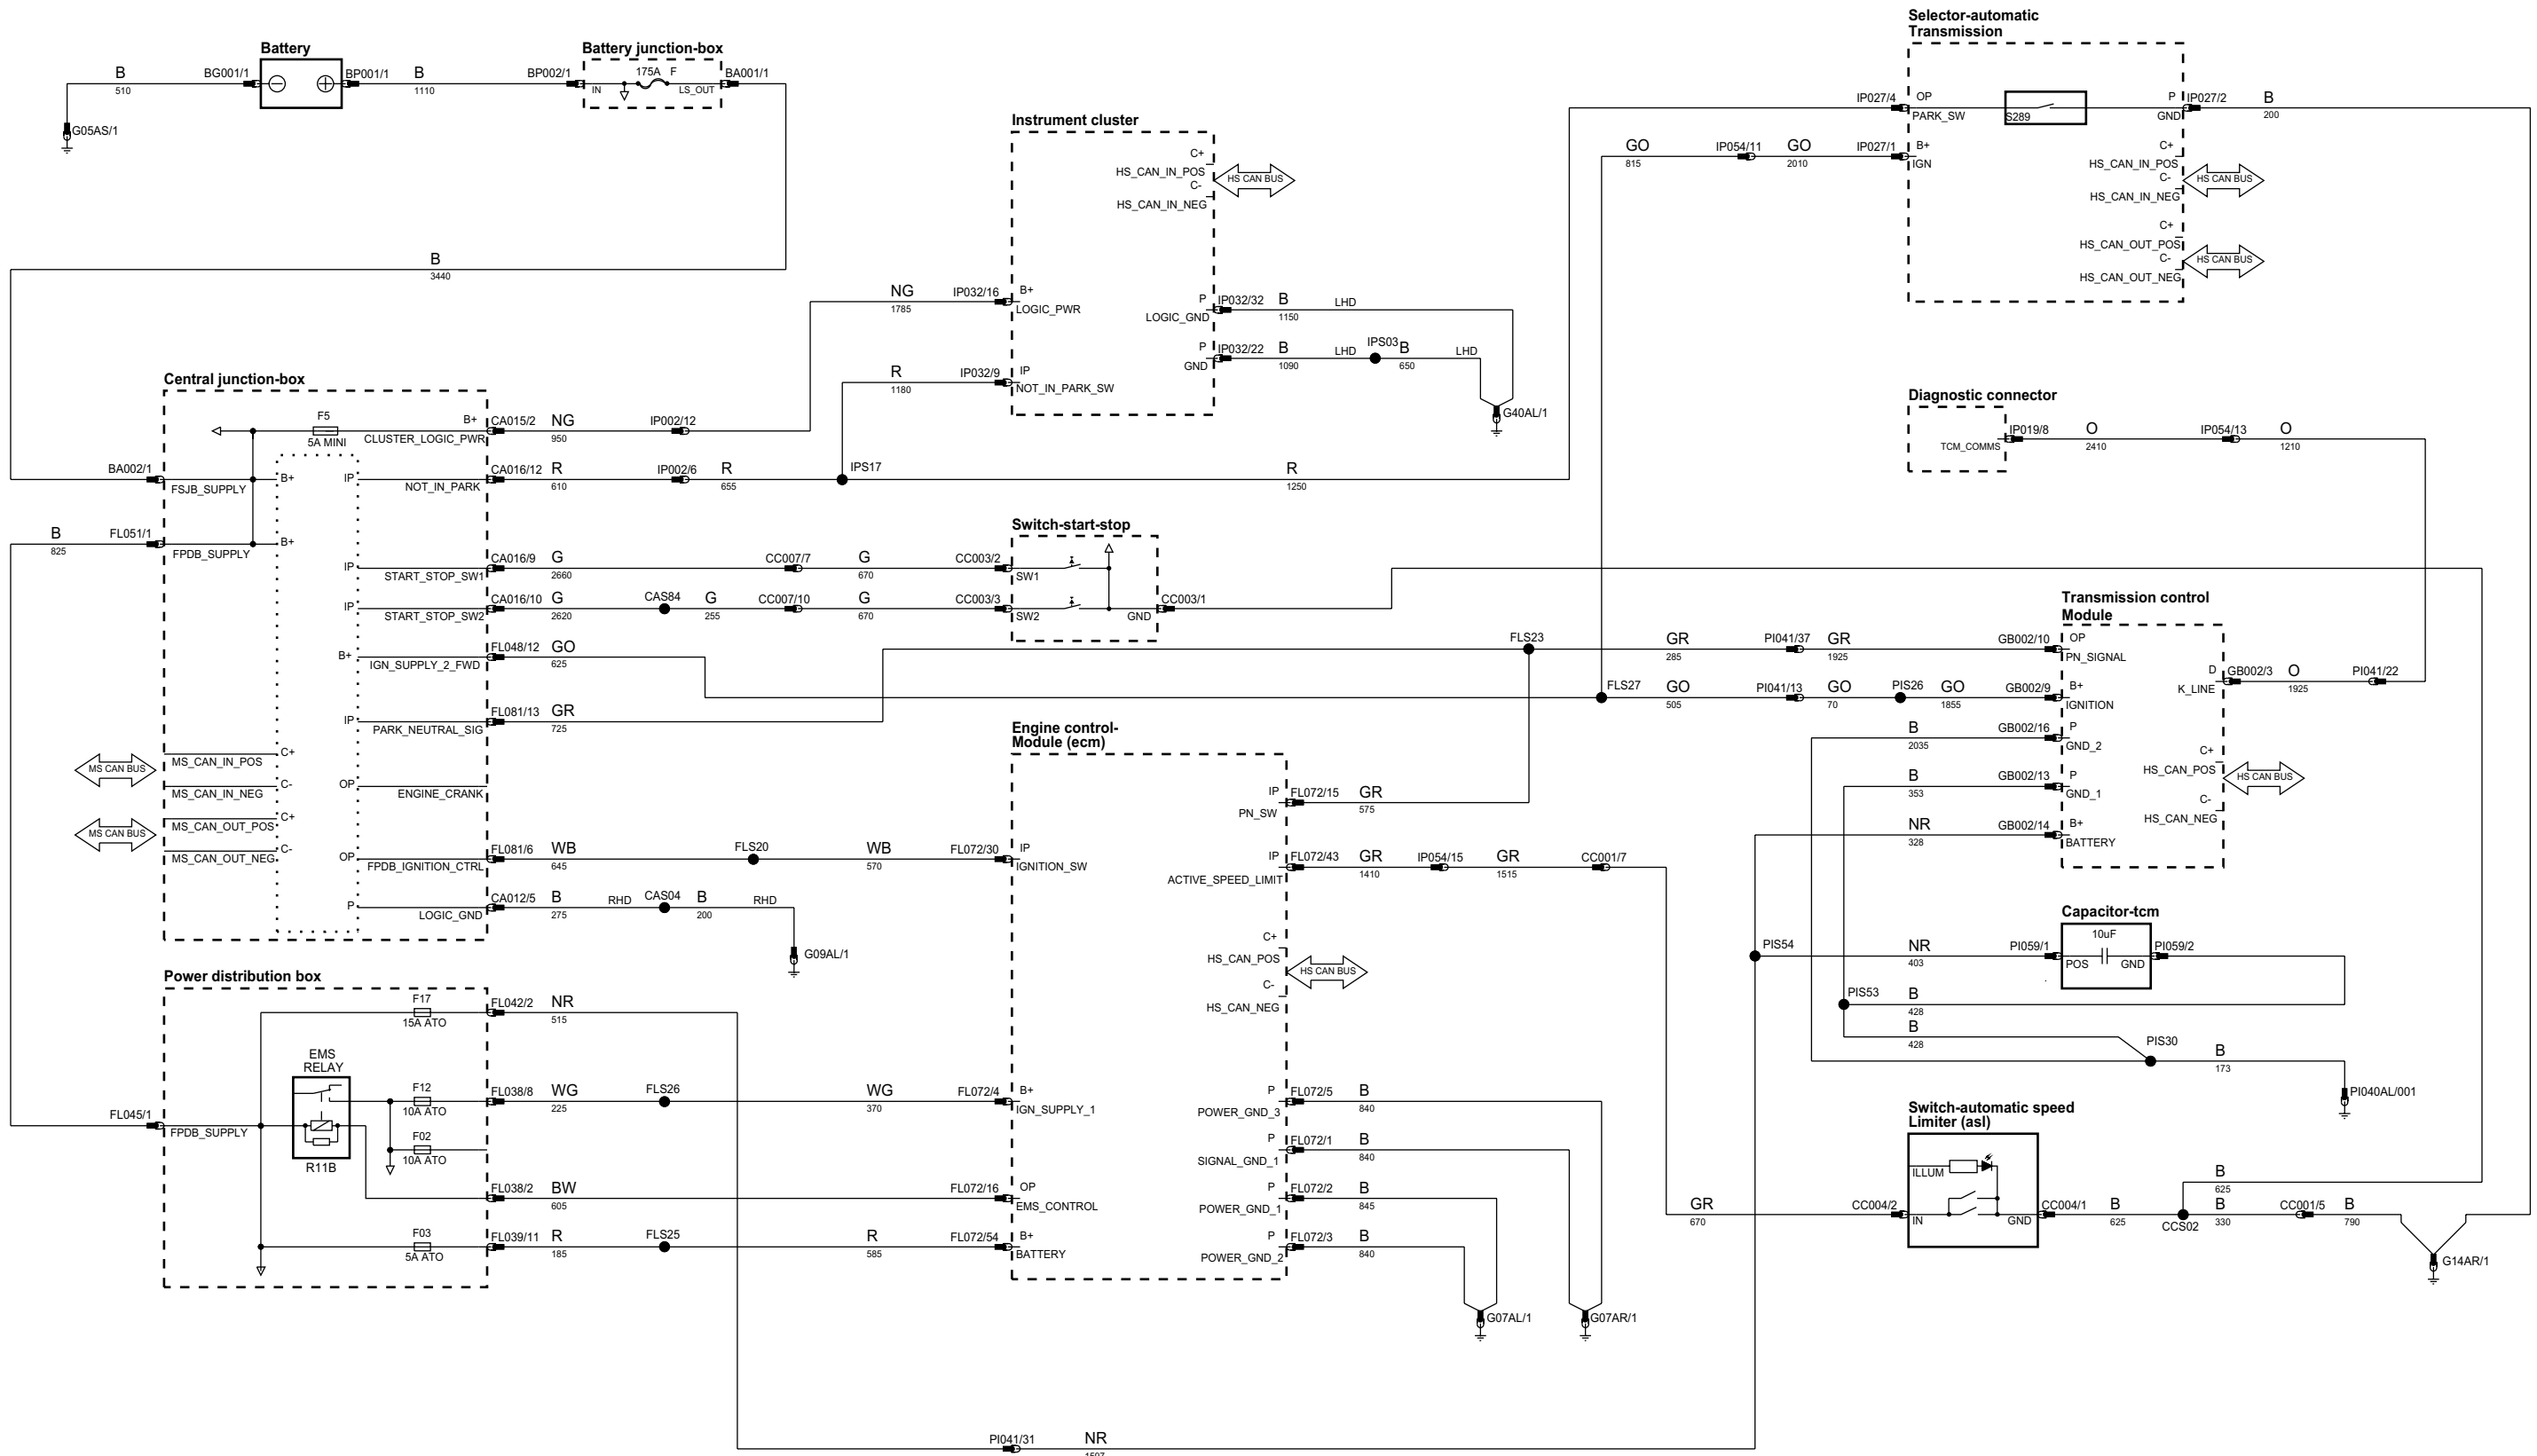 Battery
B
510
BG001/1
BP001/1
B
1110
G05AS/1
Battery junction-box
BP002/1
175A F
IN
LS_OUT
BA001/1
B
3440
Instrument cluster
C+
HS_CAN_IN_POS
C-
HS_CAN_IN_NEG
HS CAN BUS
NG
1785
IP032/16
B+
LOGIC_PWR
P
LOGIC_GND
IP032/32
B
1150
LHD
P
GND
IP032/22
B
1090
LHD
IPS03
B
650
LHD
G40AL/1
R
1180
IP032/9
IP
NOT_IN_PARK_SW
Selector-automatic
Transmission
IP027/4
OP
PARK_SW
S289
P
GND
IP027/2
B
200
GO
815
IP054/11
GO
2010
IP027/1
B+
IGN
C+
HS_CAN_IN_POS
C-
HS_CAN_IN_NEG
HS CAN BUS
C+
HS_CAN_OUT_POS
C-
HS_CAN_OUT_NEG
HS CAN BUS
Diagnostic connector
TCM_COMMS
IP019/8
O
2410
IP054/13
O
1210
Central junction-box
F5
5A MINI
B+
CLUSTER_LOGIC_PWR
CA015/2
NG
950
IP002/12
BA002/1
FSJB_SUPPLY
B+
IP
NOT_IN_PARK
CA016/12
R
610
IP002/6
R
655
IPS17
R
1250
B
825
FL051/1
FPDB_SUPPLY
B+
IP
START_STOP_SW1
CA016/9
G
2660
CC007/7
G
670
CC003/2
IP
START_STOP_SW2
CA016/10
G
2620
CAS84
G
255
CC007/10
G
670
CC003/3
Switch-start-stop
SW1
SW2
GND
CC003/1
B+
IGN_SUPPLY_2_FWD
FL048/12
GO
625
IP
PARK_NEUTRAL_SIG
FL081/13
GR
725
MS CAN BUS
MS_CAN_IN_POS
C+
MS_CAN_IN_NEG
C-
MS CAN BUS
MS_CAN_OUT_POS
C+
MS_CAN_OUT_NEG
C-
OP
ENGINE_CRANK
OP
FPDB_IGNITION_CTRL
FL081/6
WB
645
FLS20
WB
570
FL072/30
P
LOGIC_GND
CA012/5
B
275
RHD
CAS04
B
200
RHD
G09AL/1
Engine control-
Module (ecm)
IP
IGNITION_SW
IP
PN_SW
FL072/15
GR
575
IP
ACTIVE_SPEED_LIMIT
FL072/43
GR
1410
IP054/15
GR
1515
CC001/7
C+
HS_CAN_POS
C-
HS_CAN_NEG
HS CAN BUS
B+
IGN_SUPPLY_1
OP
EMS_CONTROL
B+
BATTERY
P
POWER_GND_3
FL072/5
B
840
P
SIGNAL_GND_1
FL072/1
B
840
P
POWER_GND_1
FL072/2
B
845
P
POWER_GND_2
FL072/3
B
840
G07AL/1
G07AR/1
FLS23
GR
285
PI041/37
GR
1925
GB002/10
FLS27
GO
505
PI041/13
GO
70
PIS26
GO
1855
GB002/9
B
2035
GB002/16
B
353
GB002/13
NR
328
GB002/14
Transmission control
Module
OP
PN_SIGNAL
B+
IGNITION
P
GND_2
P
GND_1
B+
BATTERY
D
K_LINE
GB002/3
O
1925
PI041/22
C+
HS_CAN_POS
C-
HS_CAN_NEG
HS CAN BUS
Capacitor-tcm
PIS54
NR
403
PI059/1
10uF
POS
GND
PI059/2
PIS53
B
428
B
428
PIS30
B
173
PI040AL/001
Power distribution box
F17
15A ATO
FL042/2
NR
515
EMS
RELAY
R11B
F12
10A ATO
FL038/8
WG
225
FLS26
WG
370
FL072/4
FL045/1
FPDB_SUPPLY
F02
10A ATO
FL038/2
BW
605
FL072/16
F03
5A ATO
FL039/11
R
185
FLS25
R
585
FL072/54
Switch-automatic speed
Limiter (asl)
ILLUM
GR
670
CC004/2
IN
GND
CC004/1
B
625
CCS02
B
625
B
330
CC001/5
B
790
G14AR/1
PI041/31
NR
1597